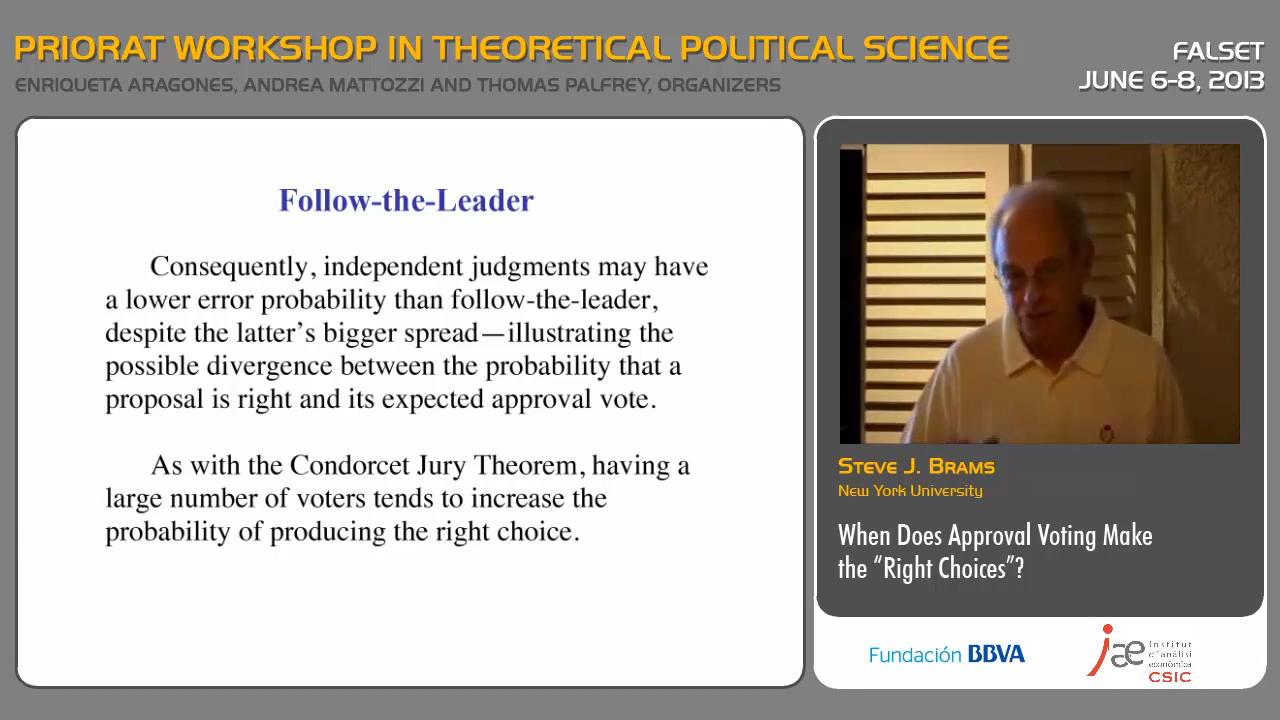 PRIORAT WORKSHOP IN THEORETICAL POLITICAL SCIENCE
ENRIQUETA ARAGONES, ANDREA MATTOZZI AND THOMAS PALFREY, ORGANIZERS
FALSET
JUNE 6-8, 2013
Follow-the-Leader
Consequently, independent judgments may have
a lower error probability than follow-the-leader,
despite the latter's bigger spread—illustrating the
possible divergence between the probability that a
proposal is right and its expected approval vote.
As with the Condorcet Jury Theorem, having a
large number of voters tends to increase the
probability of producing the right choice.
STEVE J. BRAMS
New York University
When Does Approval Voting Make
the “Right Choices”?
Fundación BBVA
iae
Institut
d'anàlisi
econòmica
CSIC